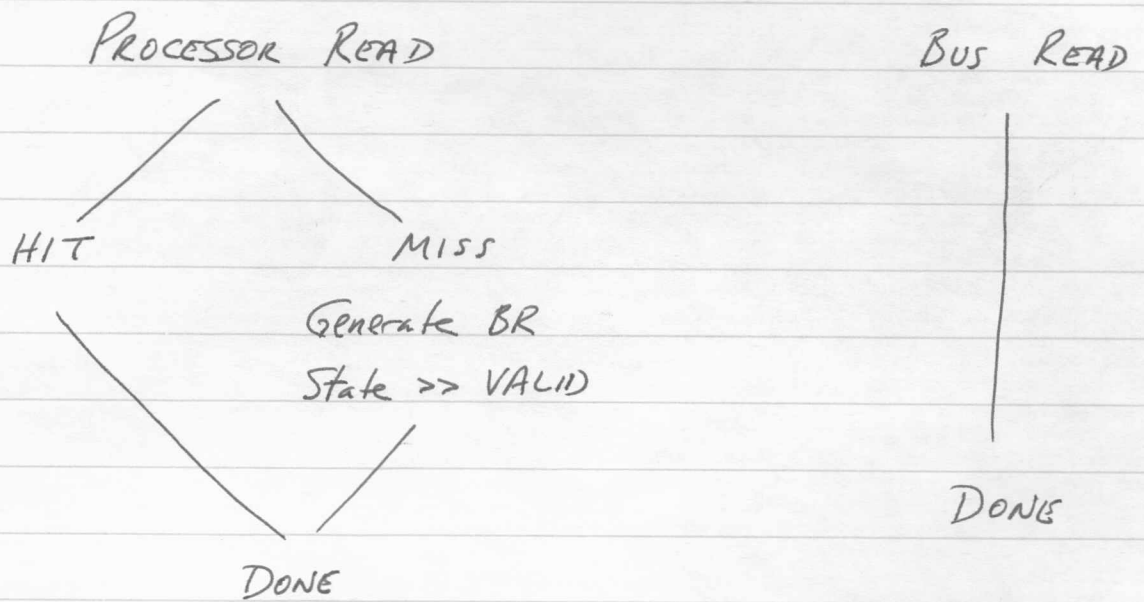 PROCESSOR READ
BUS READ
HIT
MISS
Generate BR
State >> VALID
DONE
DONE